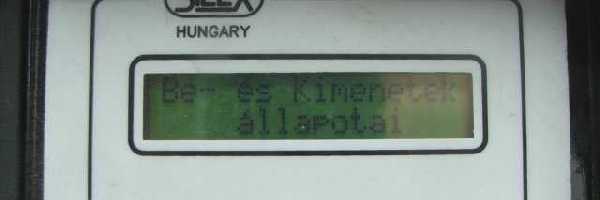 HUNGARY
Be- és Kimenetek
állapotai